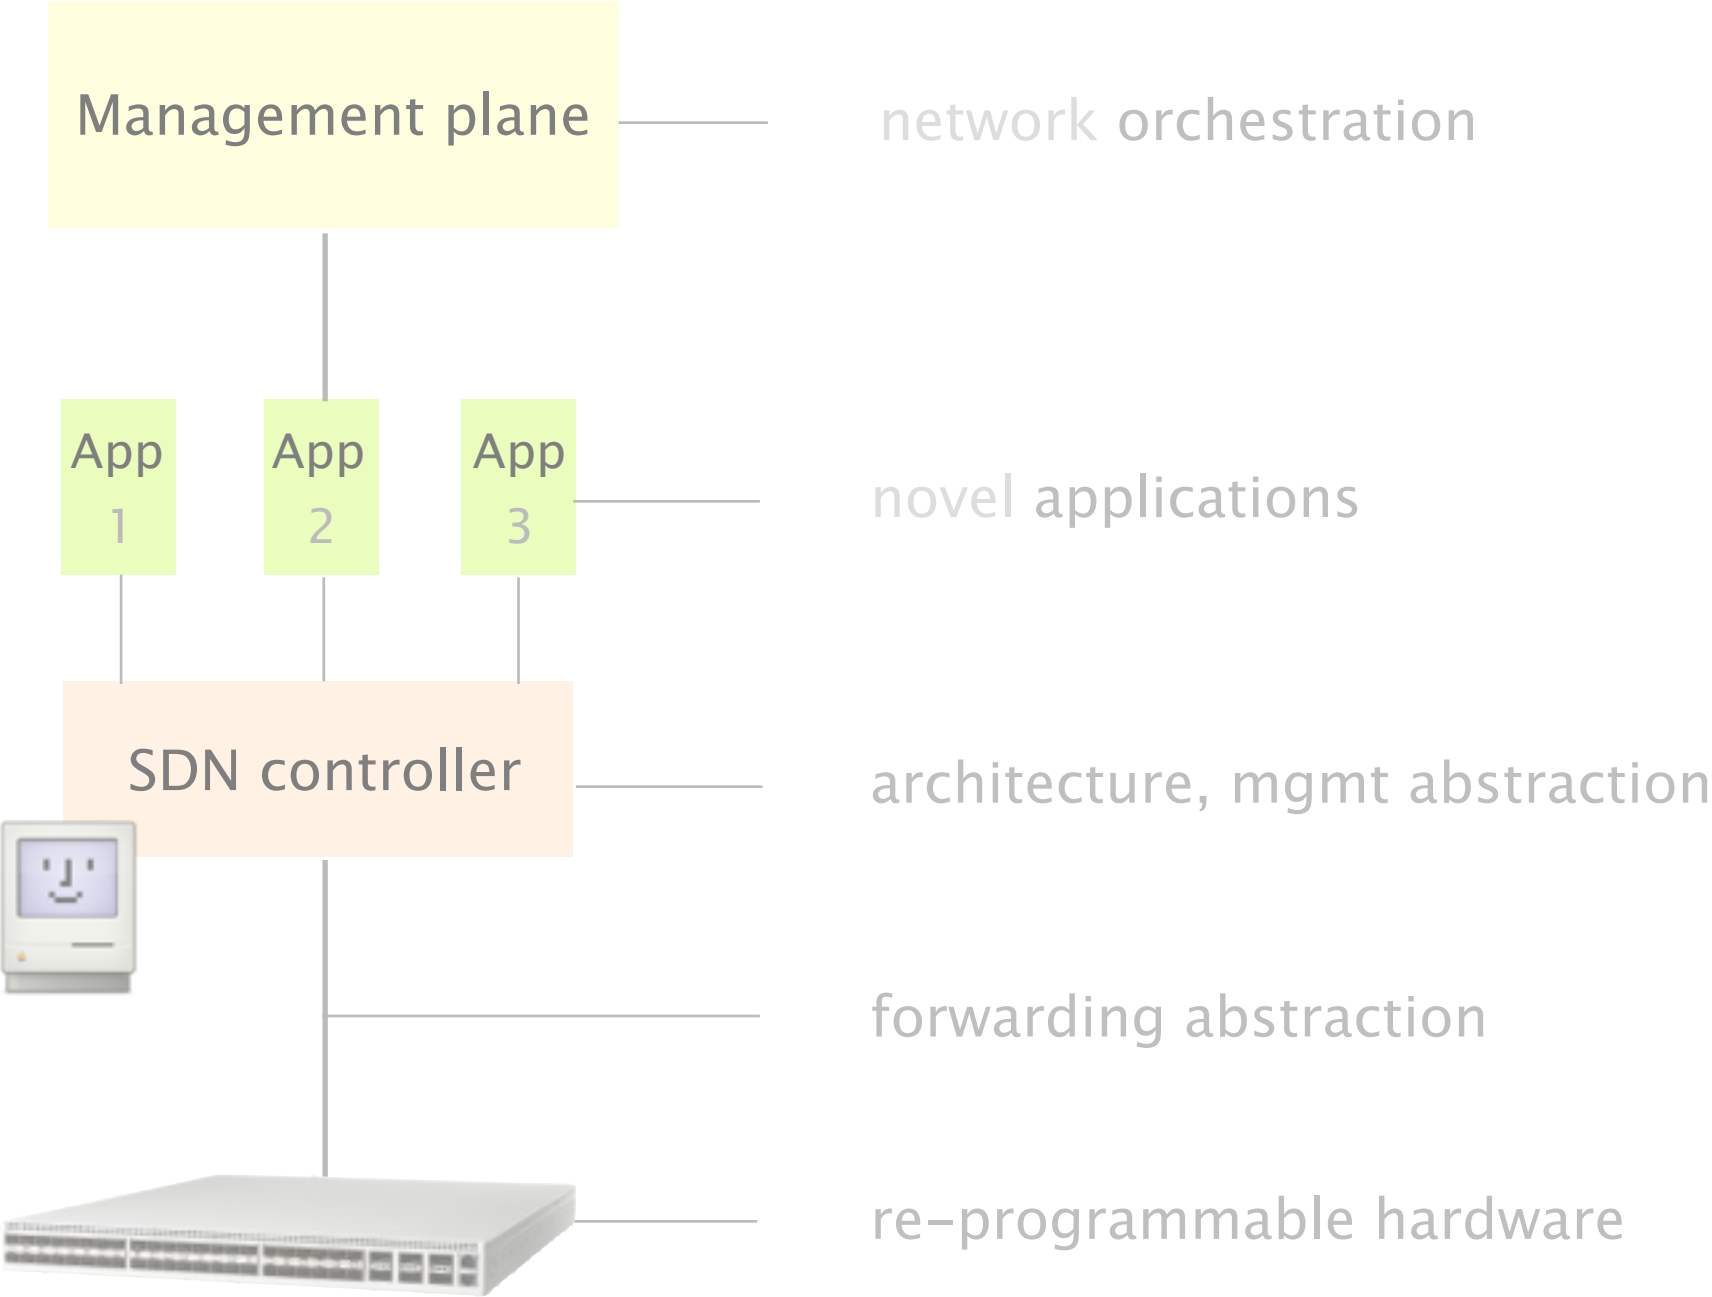 Management plane
network orchestration
App
1
App
2
App
3
novel applications
SDN controller
architecture, mgmt abstraction
forwarding abstraction
re-programmable hardware